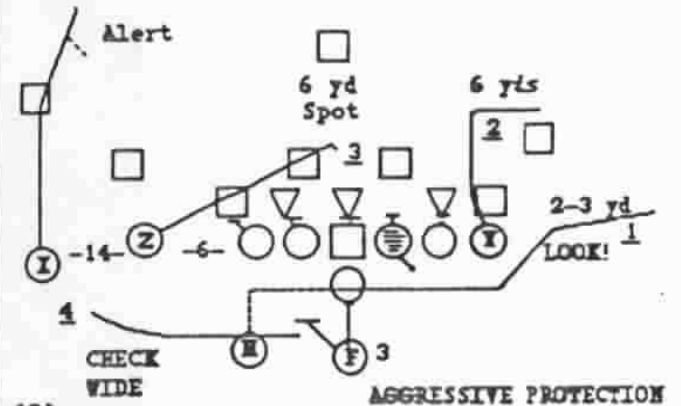 Alert
6 yd
Spot
6 yds
2
3
2-3 yd
1
LOOK!
Z
-14-
-6-
Y
X
4
H
F
3
CHECK
WIDE
AGGRESSIVE PROTECTION